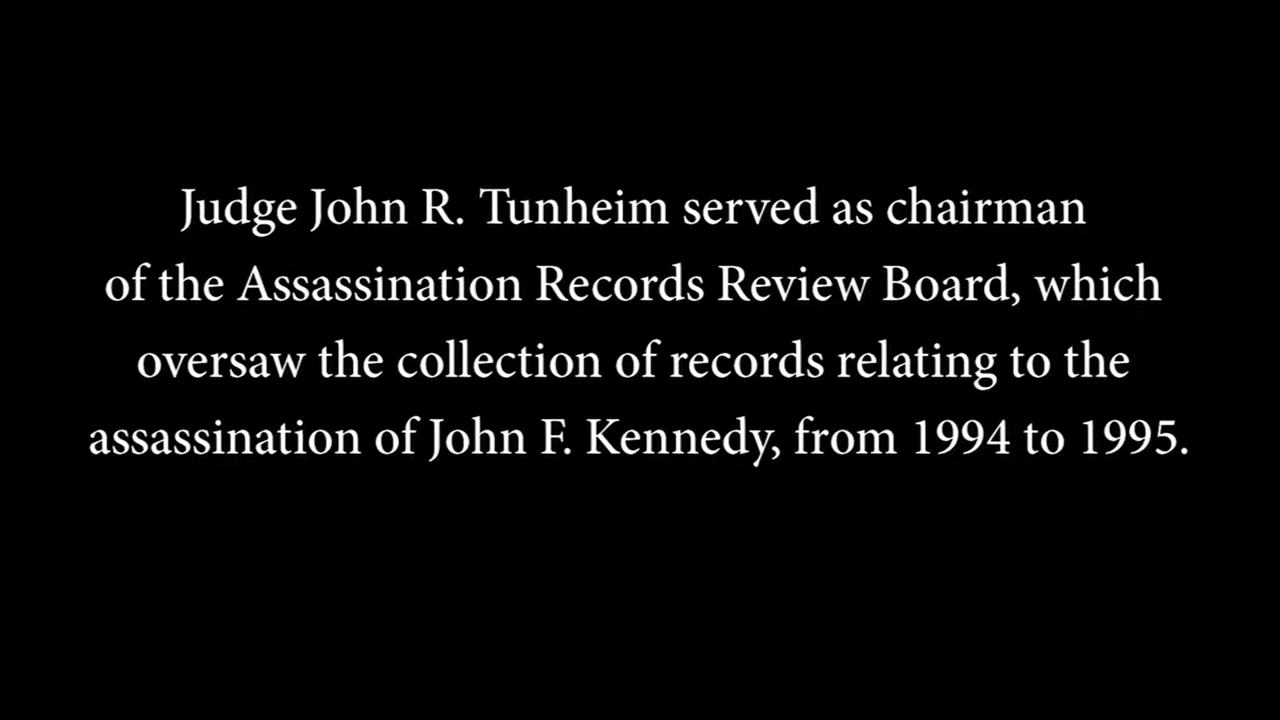 Judge John R. Tunheim served as chairman
of the Assassination Records Review Board, which
oversaw the collection of records relating to the
assassination of John F. Kennedy, from 1994 to 1995.